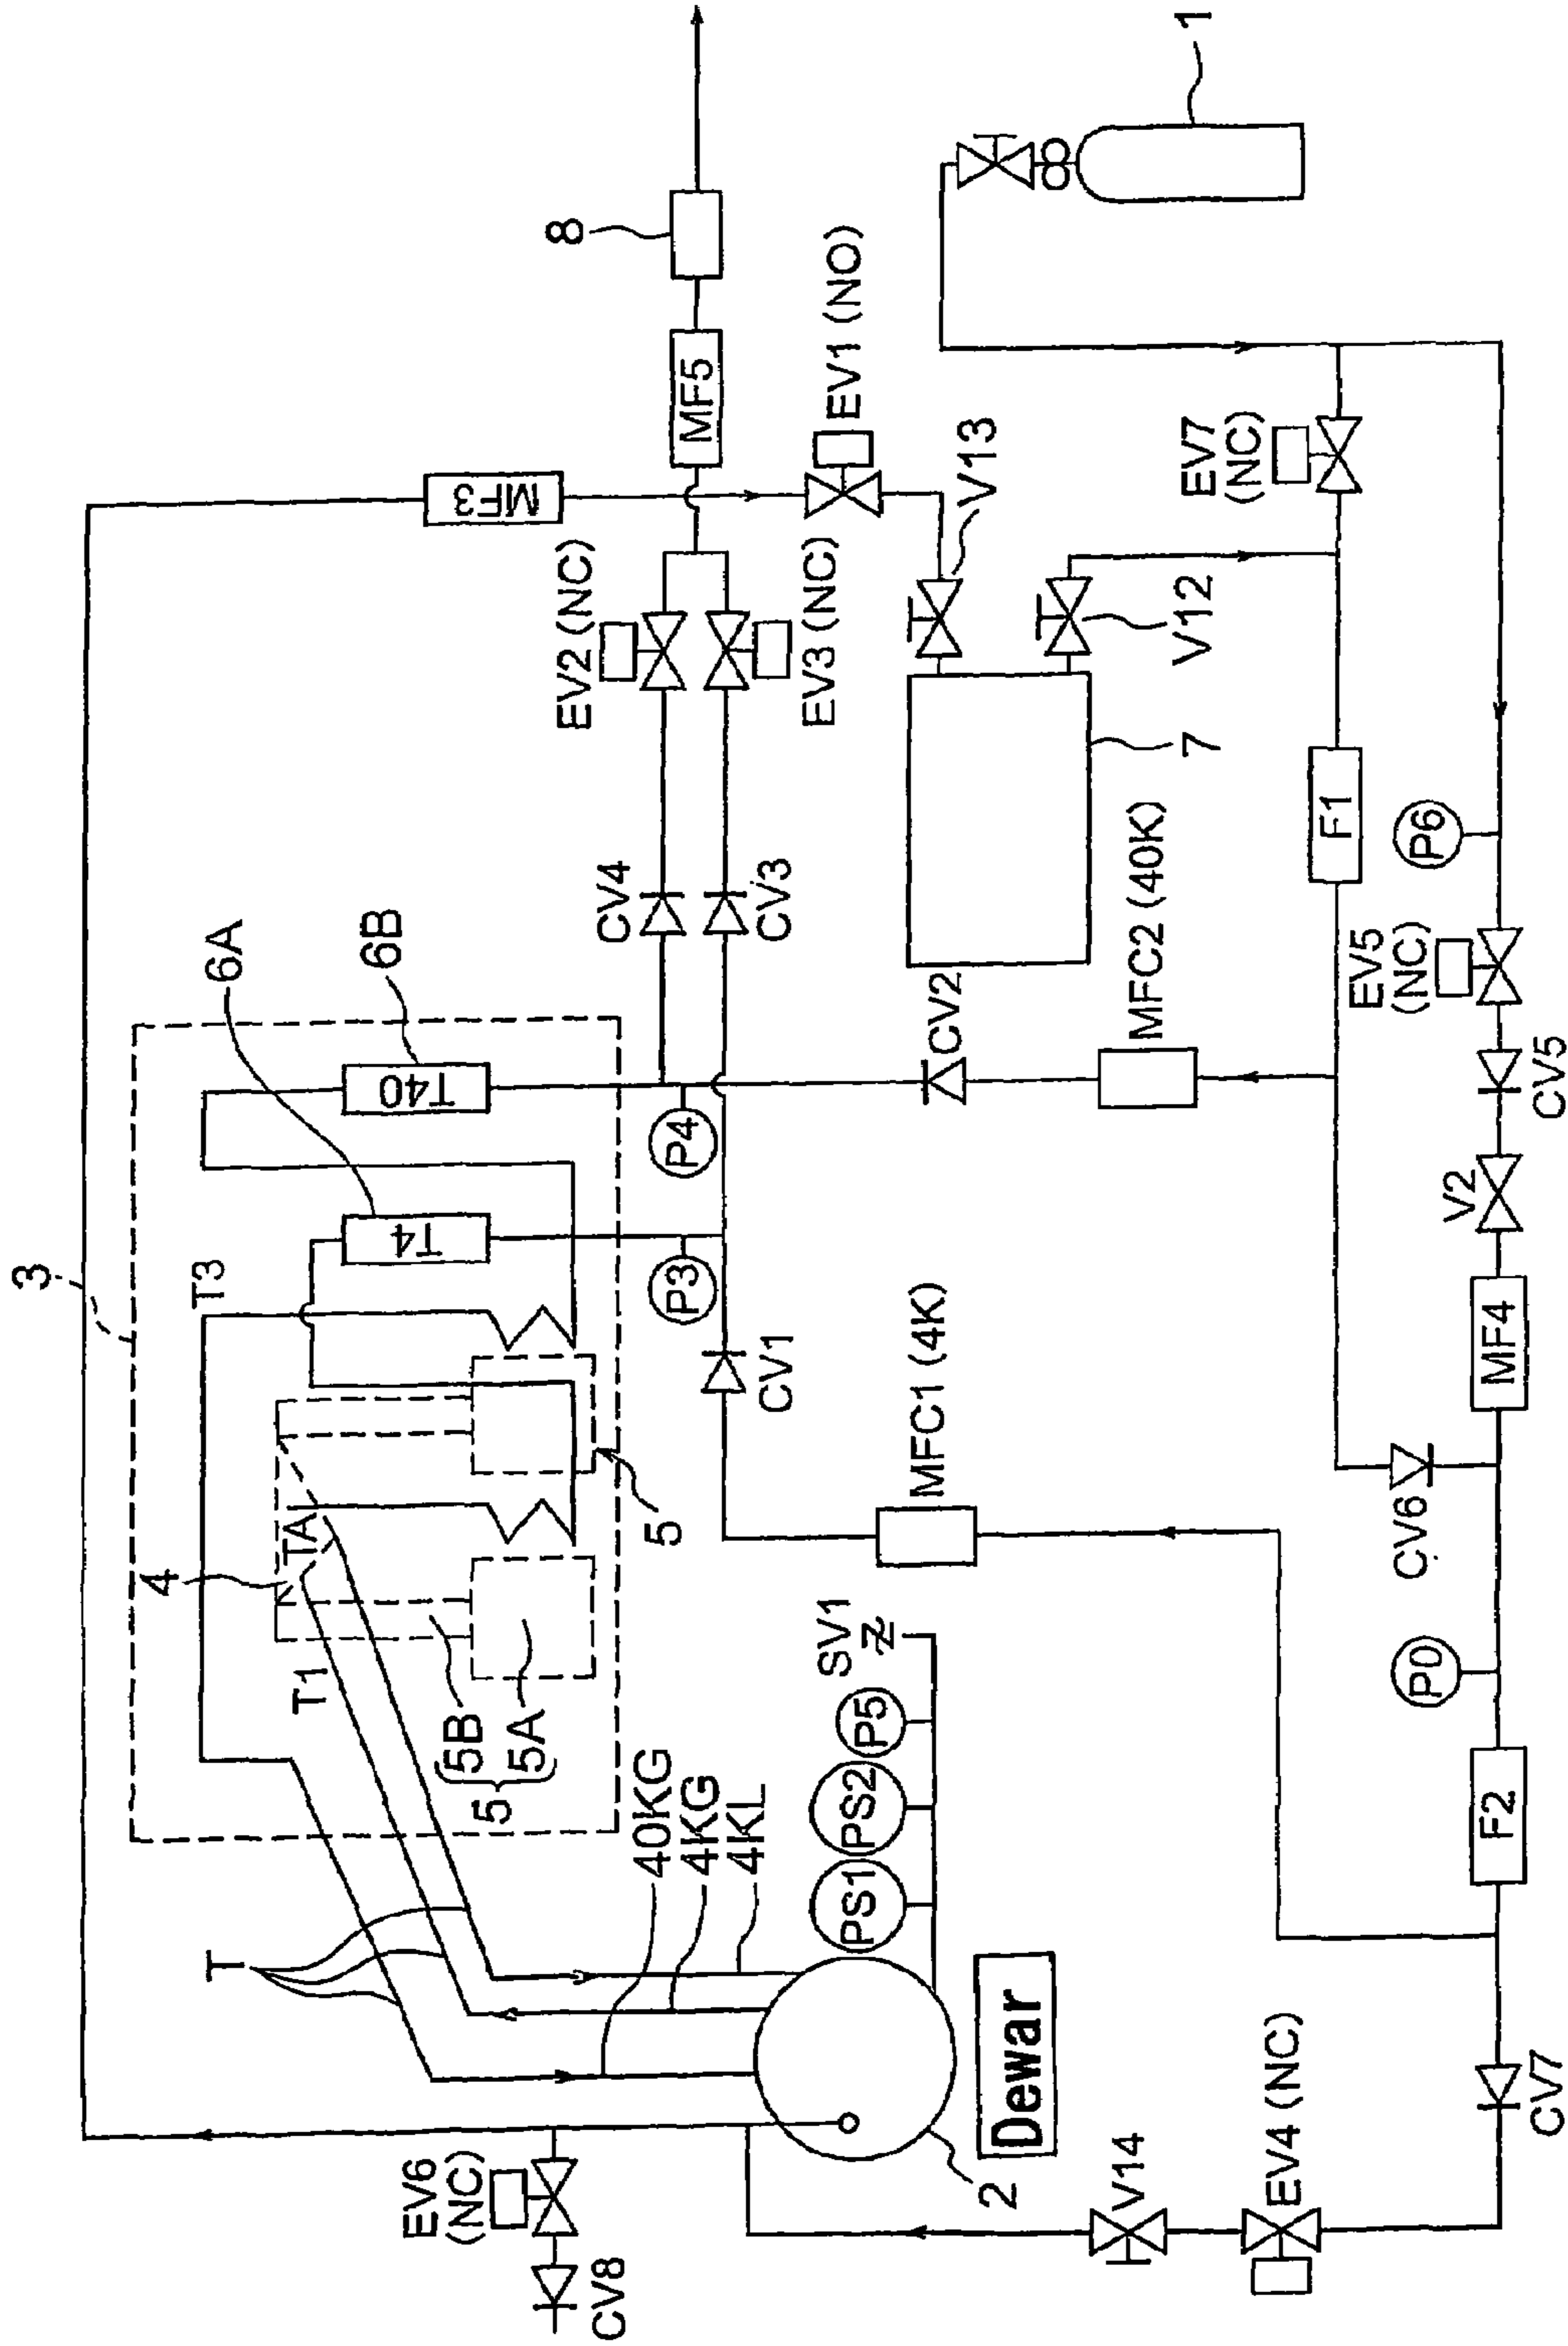 3
T3
6A
6B
T4
T40
4
TA
T1
5B
5A
5
5
T
P3
P4
CV4
CV3
EV2 (NC)
EV3 (NC)
MF3
MF5
8
EV1 (NO)
1
V13
V12
7
EV7
(NC)
EV6
(NC)
CV8
40KG
4KG
4KL
PS1
PS2
P5
SV1
CV1
MFC1 (4K)
CV2
MFC2 (40K)
F1
P6
EV5
(NC)
CV5
V2
MF4
CV6
P0
F2
2
Dewar
V14
EV4 (NC)
CV7